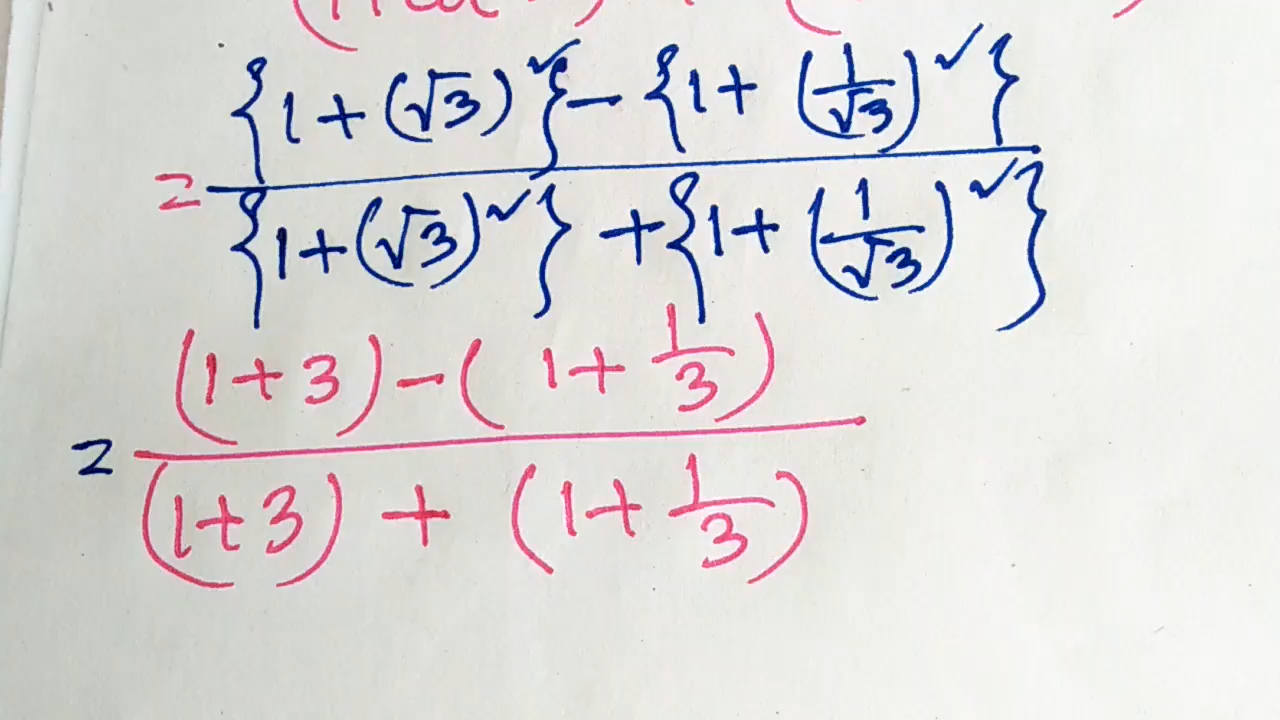 = {1 + (√3)²} - {1 + (1/√3)²} / {1 + (√3)²} + {1 + (1/√3)²}
= (1 + 3) - (1 + 1/3) / (1 + 3) + (1 + 1/3)